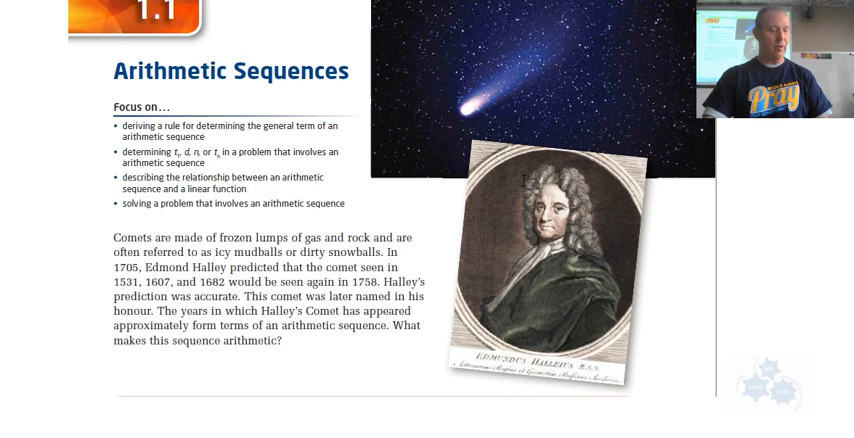 1.1
Arithmetic Sequences
Focus on...
• deriving a rule for determining the general term of an
arithmetic sequence
• determining t₁, d, n, or tₙ in a problem that involves an
arithmetic sequence
• describing the relationship between an arithmetic
sequence and a linear function
• solving a problem that involves an arithmetic sequence
Comets are made of frozen lumps of gas and rock and are
often referred to as icy mudballs or dirty snowballs. In
1705, Edmond Halley predicted that the comet seen in
1531, 1607, and 1682 would be seen again in 1758. Halley's
prediction was accurate. This comet was later named in his
honour. The years in which Halley's Comet has appeared
approximately form terms of an arithmetic sequence. What
makes this sequence arithmetic?
Pray
EDMUNDUS HALLEIUS R.S.S.